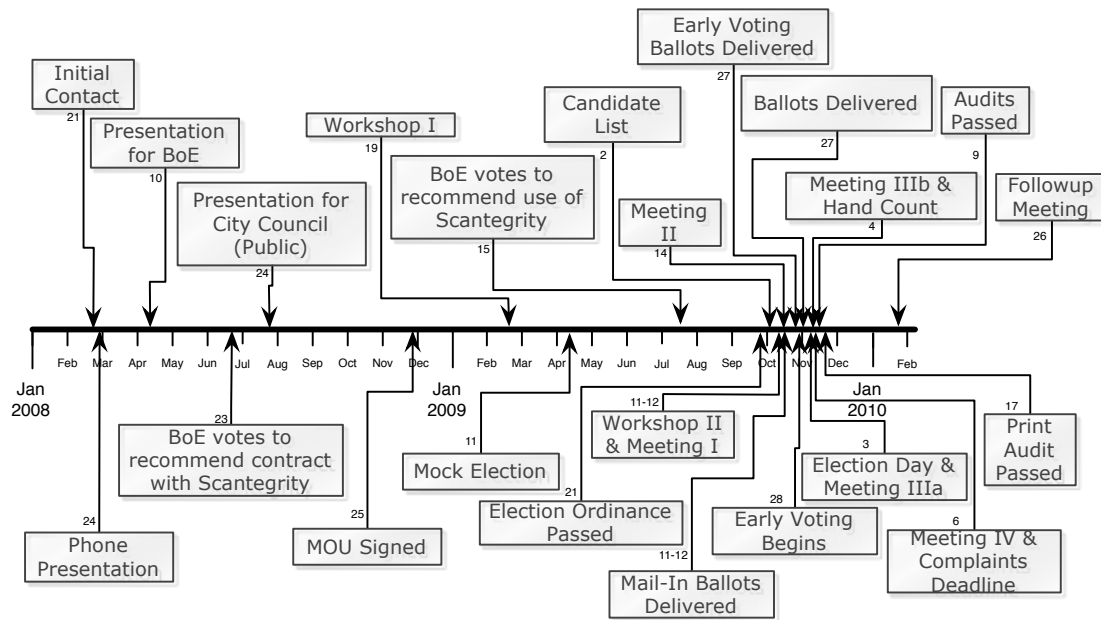 Early Voting
Ballots Delivered
27
Initial
Contact
21
Ballots Delivered
27
Audits
Passed
9
Candidate
List
2
Workshop I
19
Presentation
for BoE
10
BoE votes to
recommend use of
Scantegrity
15
Meeting IIIb &
Hand Count
4
Followup
Meeting
26
Presentation for
City Council
(Public)
24
Meeting
II
14
Feb Mar Apr May Jun Jul Aug Sep Oct Nov Dec Feb Mar Apr May Jun Jul Aug Sep Oct Nov Dec Feb
Jan
2008
Jan
2009
Jan
2010
23
BoE votes to
recommend contract
with Scantegrity
11
Mock Election
11-12
Workshop II
& Meeting I
3
Election Day &
Meeting IIIa
17
Print
Audit
Passed
24
Phone
Presentation
25
MOU Signed
21
Election Ordinance
Passed
28
Early Voting
Begins
6
Meeting IV &
Complaints
Deadline
11-12
Mail-In Ballots
Delivered